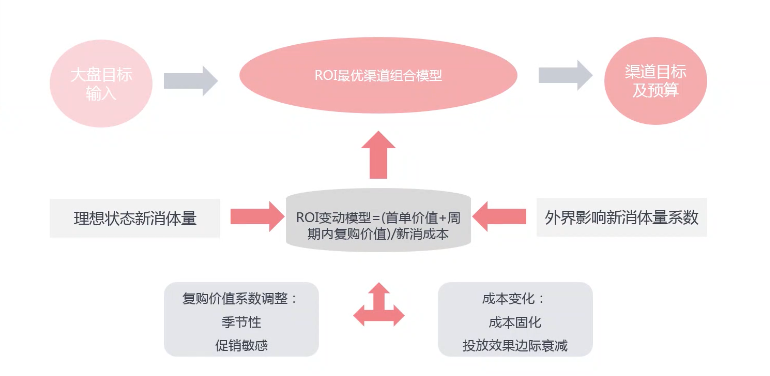 大盘目标
输入
ROI最优渠道组合模型
渠道目标
及预算
理想状态新消体量
ROI变动模型=(首单价值+周
期内复购价值)/新消成本
外界影响新消体量系数
复购价值系数调整：
季节性
促销敏感
成本变化：
成本固化
投放效果边际衰减